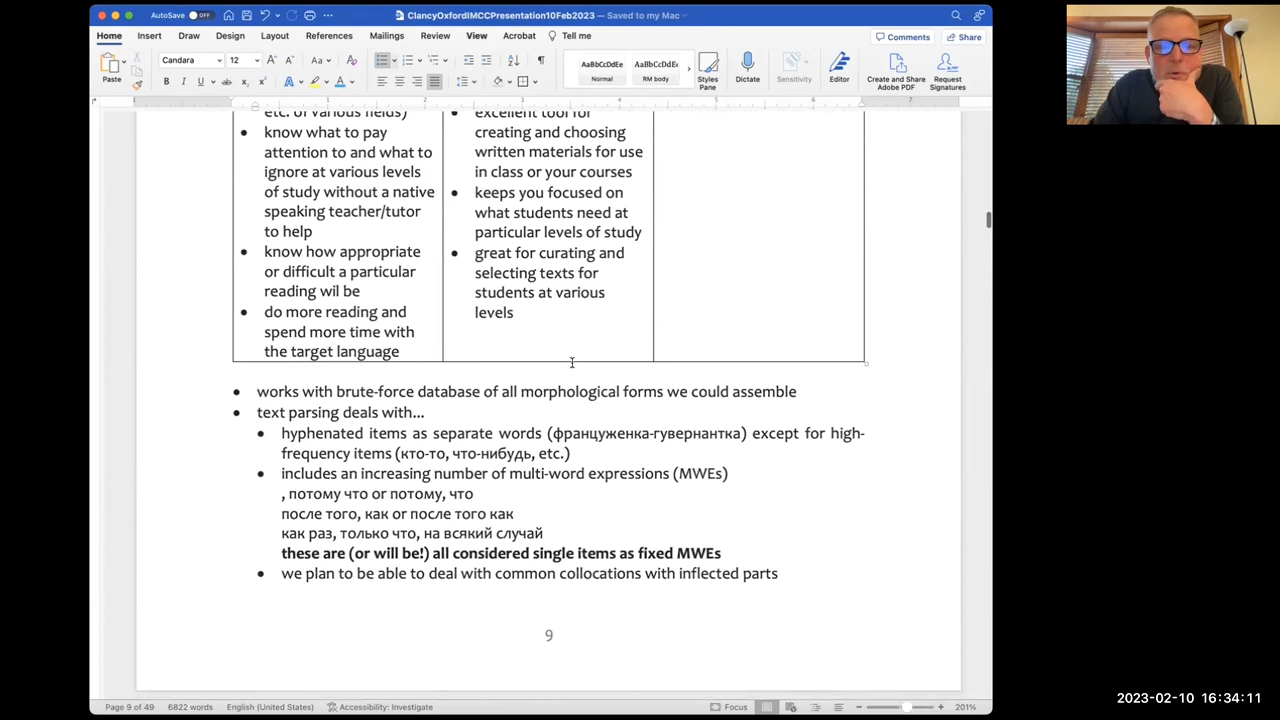 AutoSave OFF
ClancyOxfordIMCCPresentation10Feb2023 — Saved to my Mac
Home Insert Draw Design Layout References Mailings Review View Acrobat Tell me
Comments Share
Paste
Candara 12
AaBbCcDdEe AaBbCcDdEe
Normal RM body
Styles Pane
Dictate
Sensitivity
Editor
Create and Share Adobe PDF
Request Signatures
etc. of various fields)
know what to pay
attention to and what to
ignore at various levels
of study without a native
speaking teacher/tutor
to help
know how appropriate
or difficult a particular
reading wil be
do more reading and
spend more time with
the target language
excellent tool for
creating and choosing
written materials for use
in class or your courses
keeps you focused on
what students need at
particular levels of study
great for curating and
selecting texts for
students at various
levels
works with brute-force database of all morphological forms we could assemble
text parsing deals with...
hyphenated items as separate words (француженка-гувернантка) except for high-
frequency items (кто-то, что-нибудь, etc.)
includes an increasing number of multi-word expressions (MWEs)
, потому что or потому, что
после того, как or после того как
как раз, только что, на всякий случай
these are (or will be!) all considered single items as fixed MWEs
we plan to be able to deal with common collocations with inflected parts
9
Page 9 of 49 6822 words English (United States) Accessibility: Investigate Focus 201%
2023-02-10 16:34:11